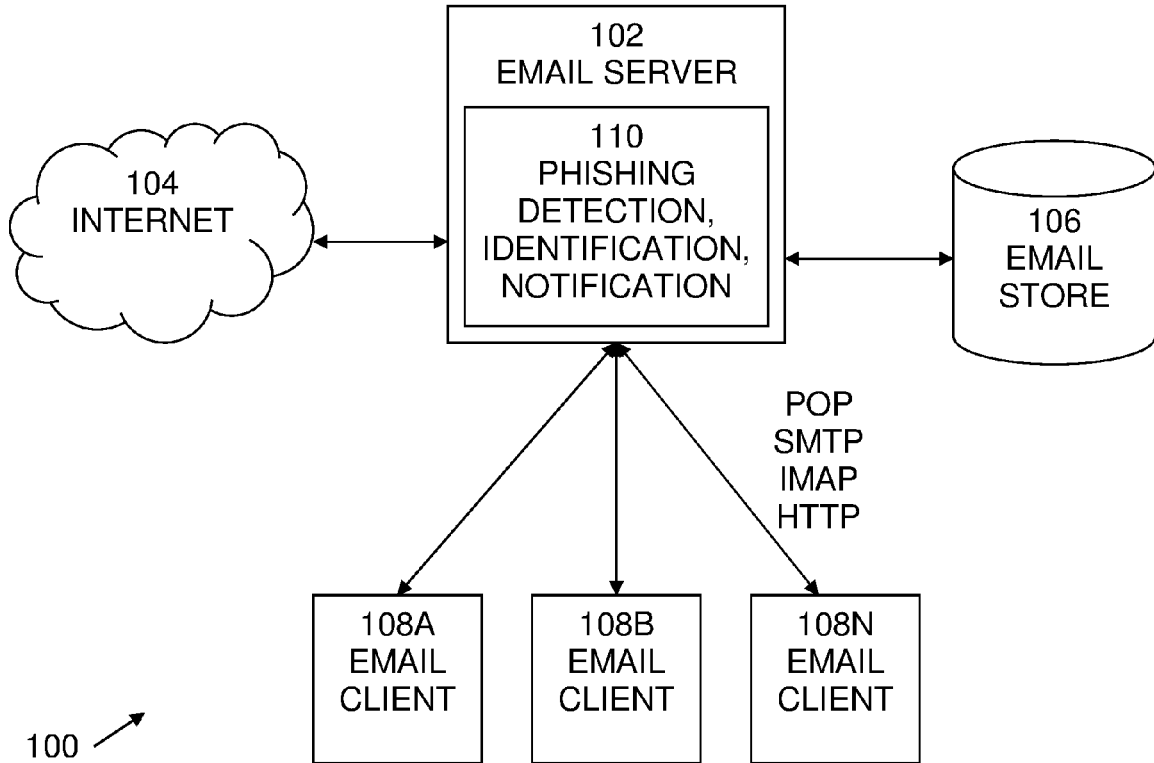 102
EMAIL SERVER
110
PHISHING
DETECTION,
IDENTIFICATION,
NOTIFICATION
104
INTERNET
106
EMAIL
STORE
POP
SMTP
IMAP
HTTP
108A
EMAIL
CLIENT
108B
EMAIL
CLIENT
108N
EMAIL
CLIENT
100